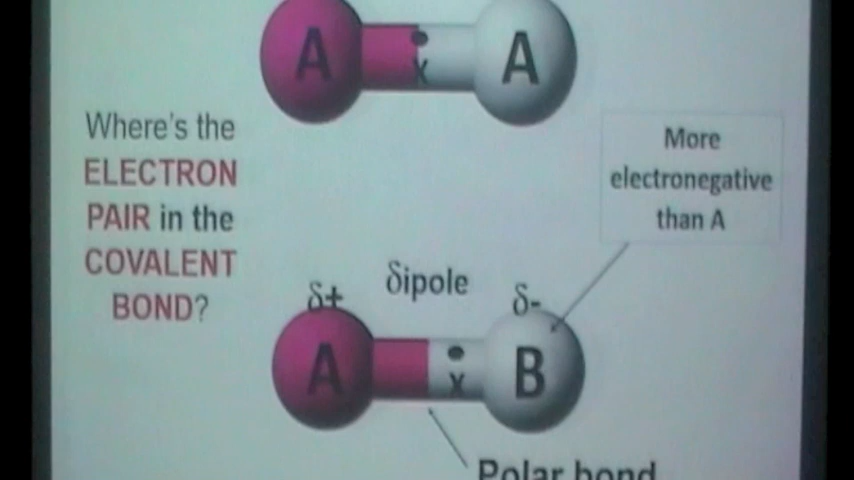 A
x
A
Where's the
ELECTRON
PAIR in the
COVALENT
BOND?
More
electronegative
than A
δ+
δipole
δ-
A
x
B
Polar bond